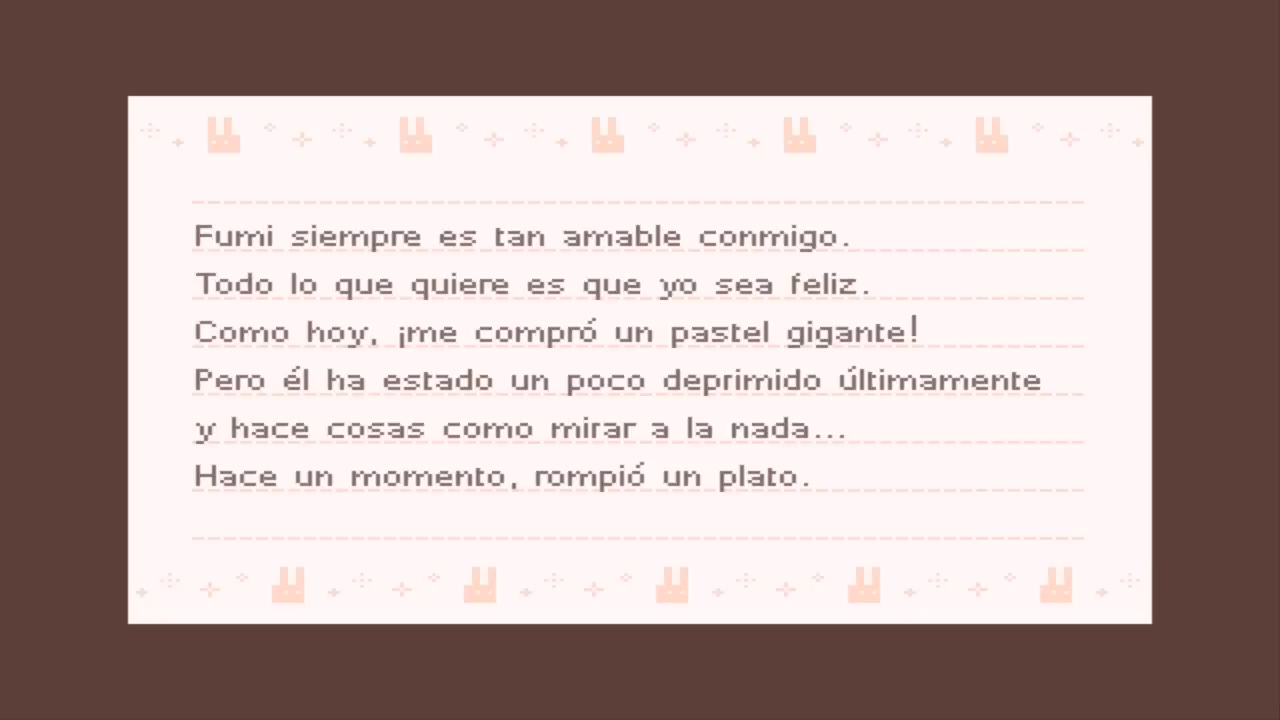 Fumi siempre es tan amable conmigo.
Todo lo que quiere es que yo sea feliz.
Como hoy, ¡me compró un pastel gigante!
Pero él ha estado un poco deprimido últimamente
y hace cosas como mirar a la nada...
Hace un momento, rompió un plato.